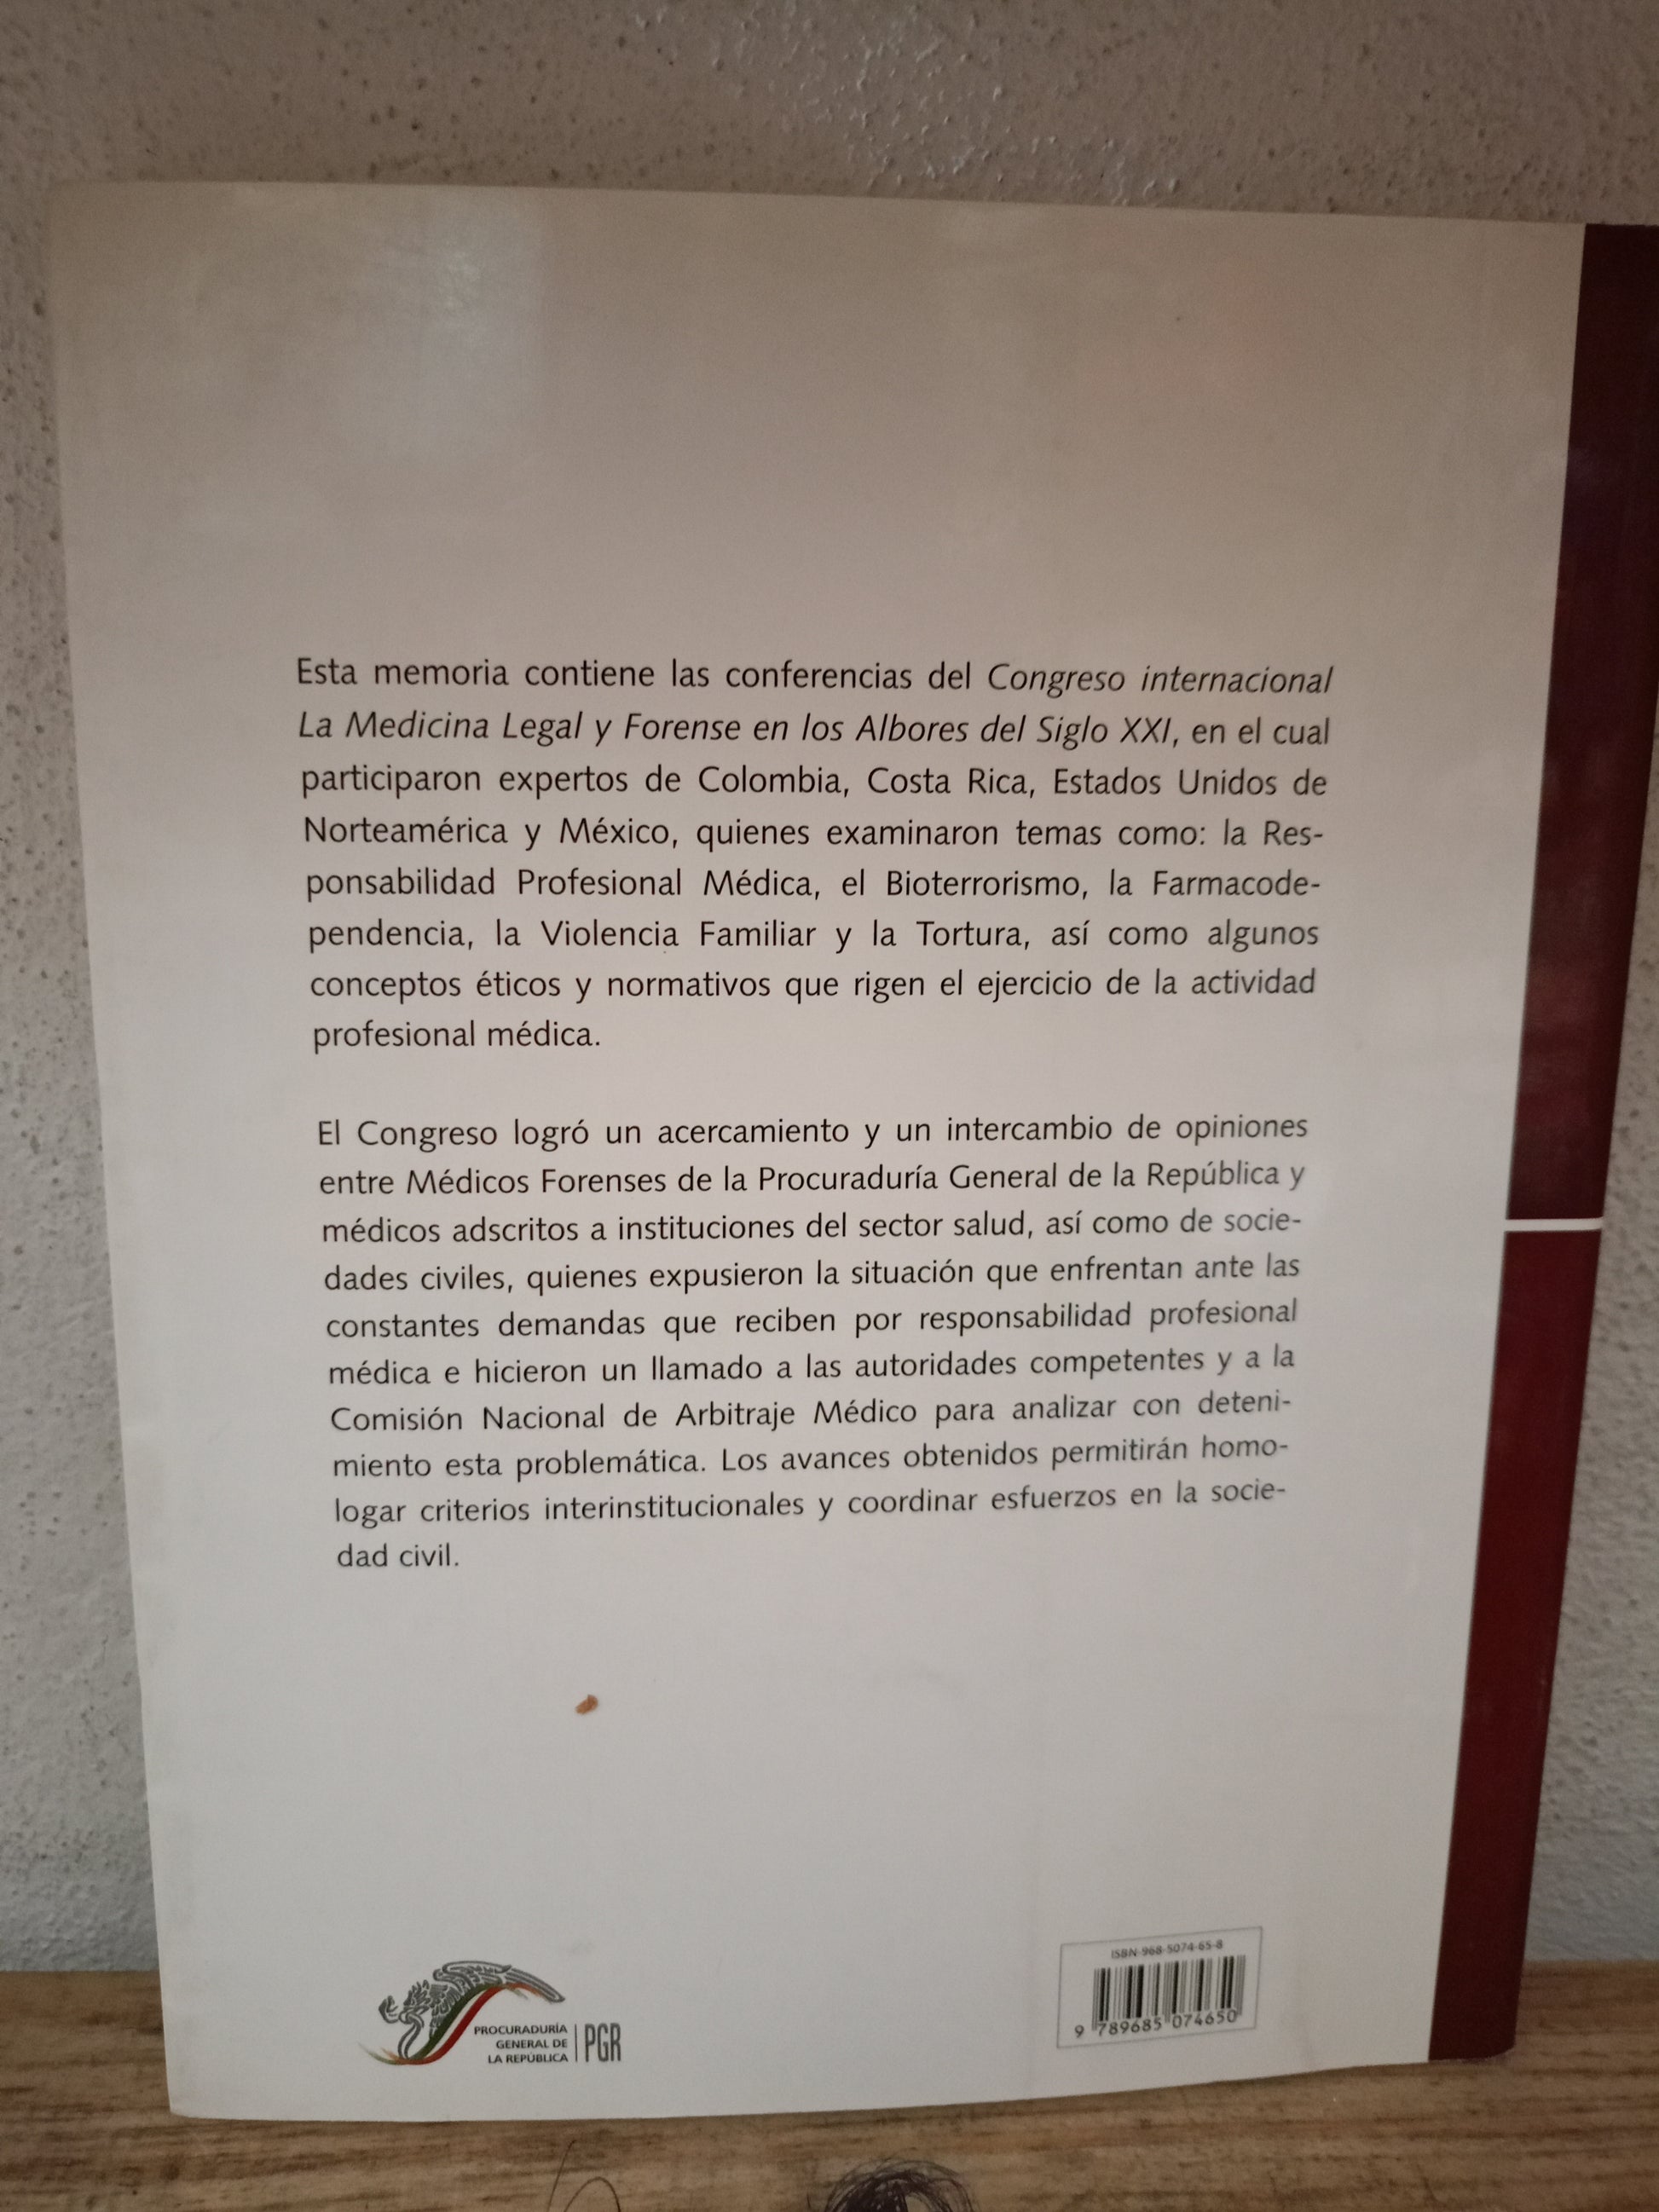 Esta memoria contiene las conferencias del Congreso internacional
La Medicina Legal y Forense en los Albores del Siglo XXI, en el cual
participaron expertos de Colombia, Costa Rica, Estados Unidos de
Norteamérica y México, quienes examinaron temas como: la Res-
ponsabilidad Profesional Médica, el Bioterrorismo, la Farmacode-
pendencia, la Violencia Familiar y la Tortura, así como algunos
conceptos éticos y normativos que rigen el ejercicio de la actividad
profesional médica.
El Congreso logró un acercamiento y un intercambio de opiniones
entre Médicos Forenses de la Procuraduría General de la República y
médicos adscritos a instituciones del sector salud, así como de socie-
dades civiles, quienes expusieron la situación que enfrentan ante las
constantes demandas que reciben por responsabilidad profesional
médica e hicieron un llamado a las autoridades competentes y a la
Comisión Nacional de Arbitraje Médico para analizar con deteni-
miento esta problemática. Los avances obtenidos permitirán homo-
logar criterios interinstitucionales y coordinar esfuerzos en la socie-
dad civil.
PROCURADURÍA
GENERAL DE
LA REPÚBLICA
PGR
ISBN-968-5074-65-8
9 789685 074650